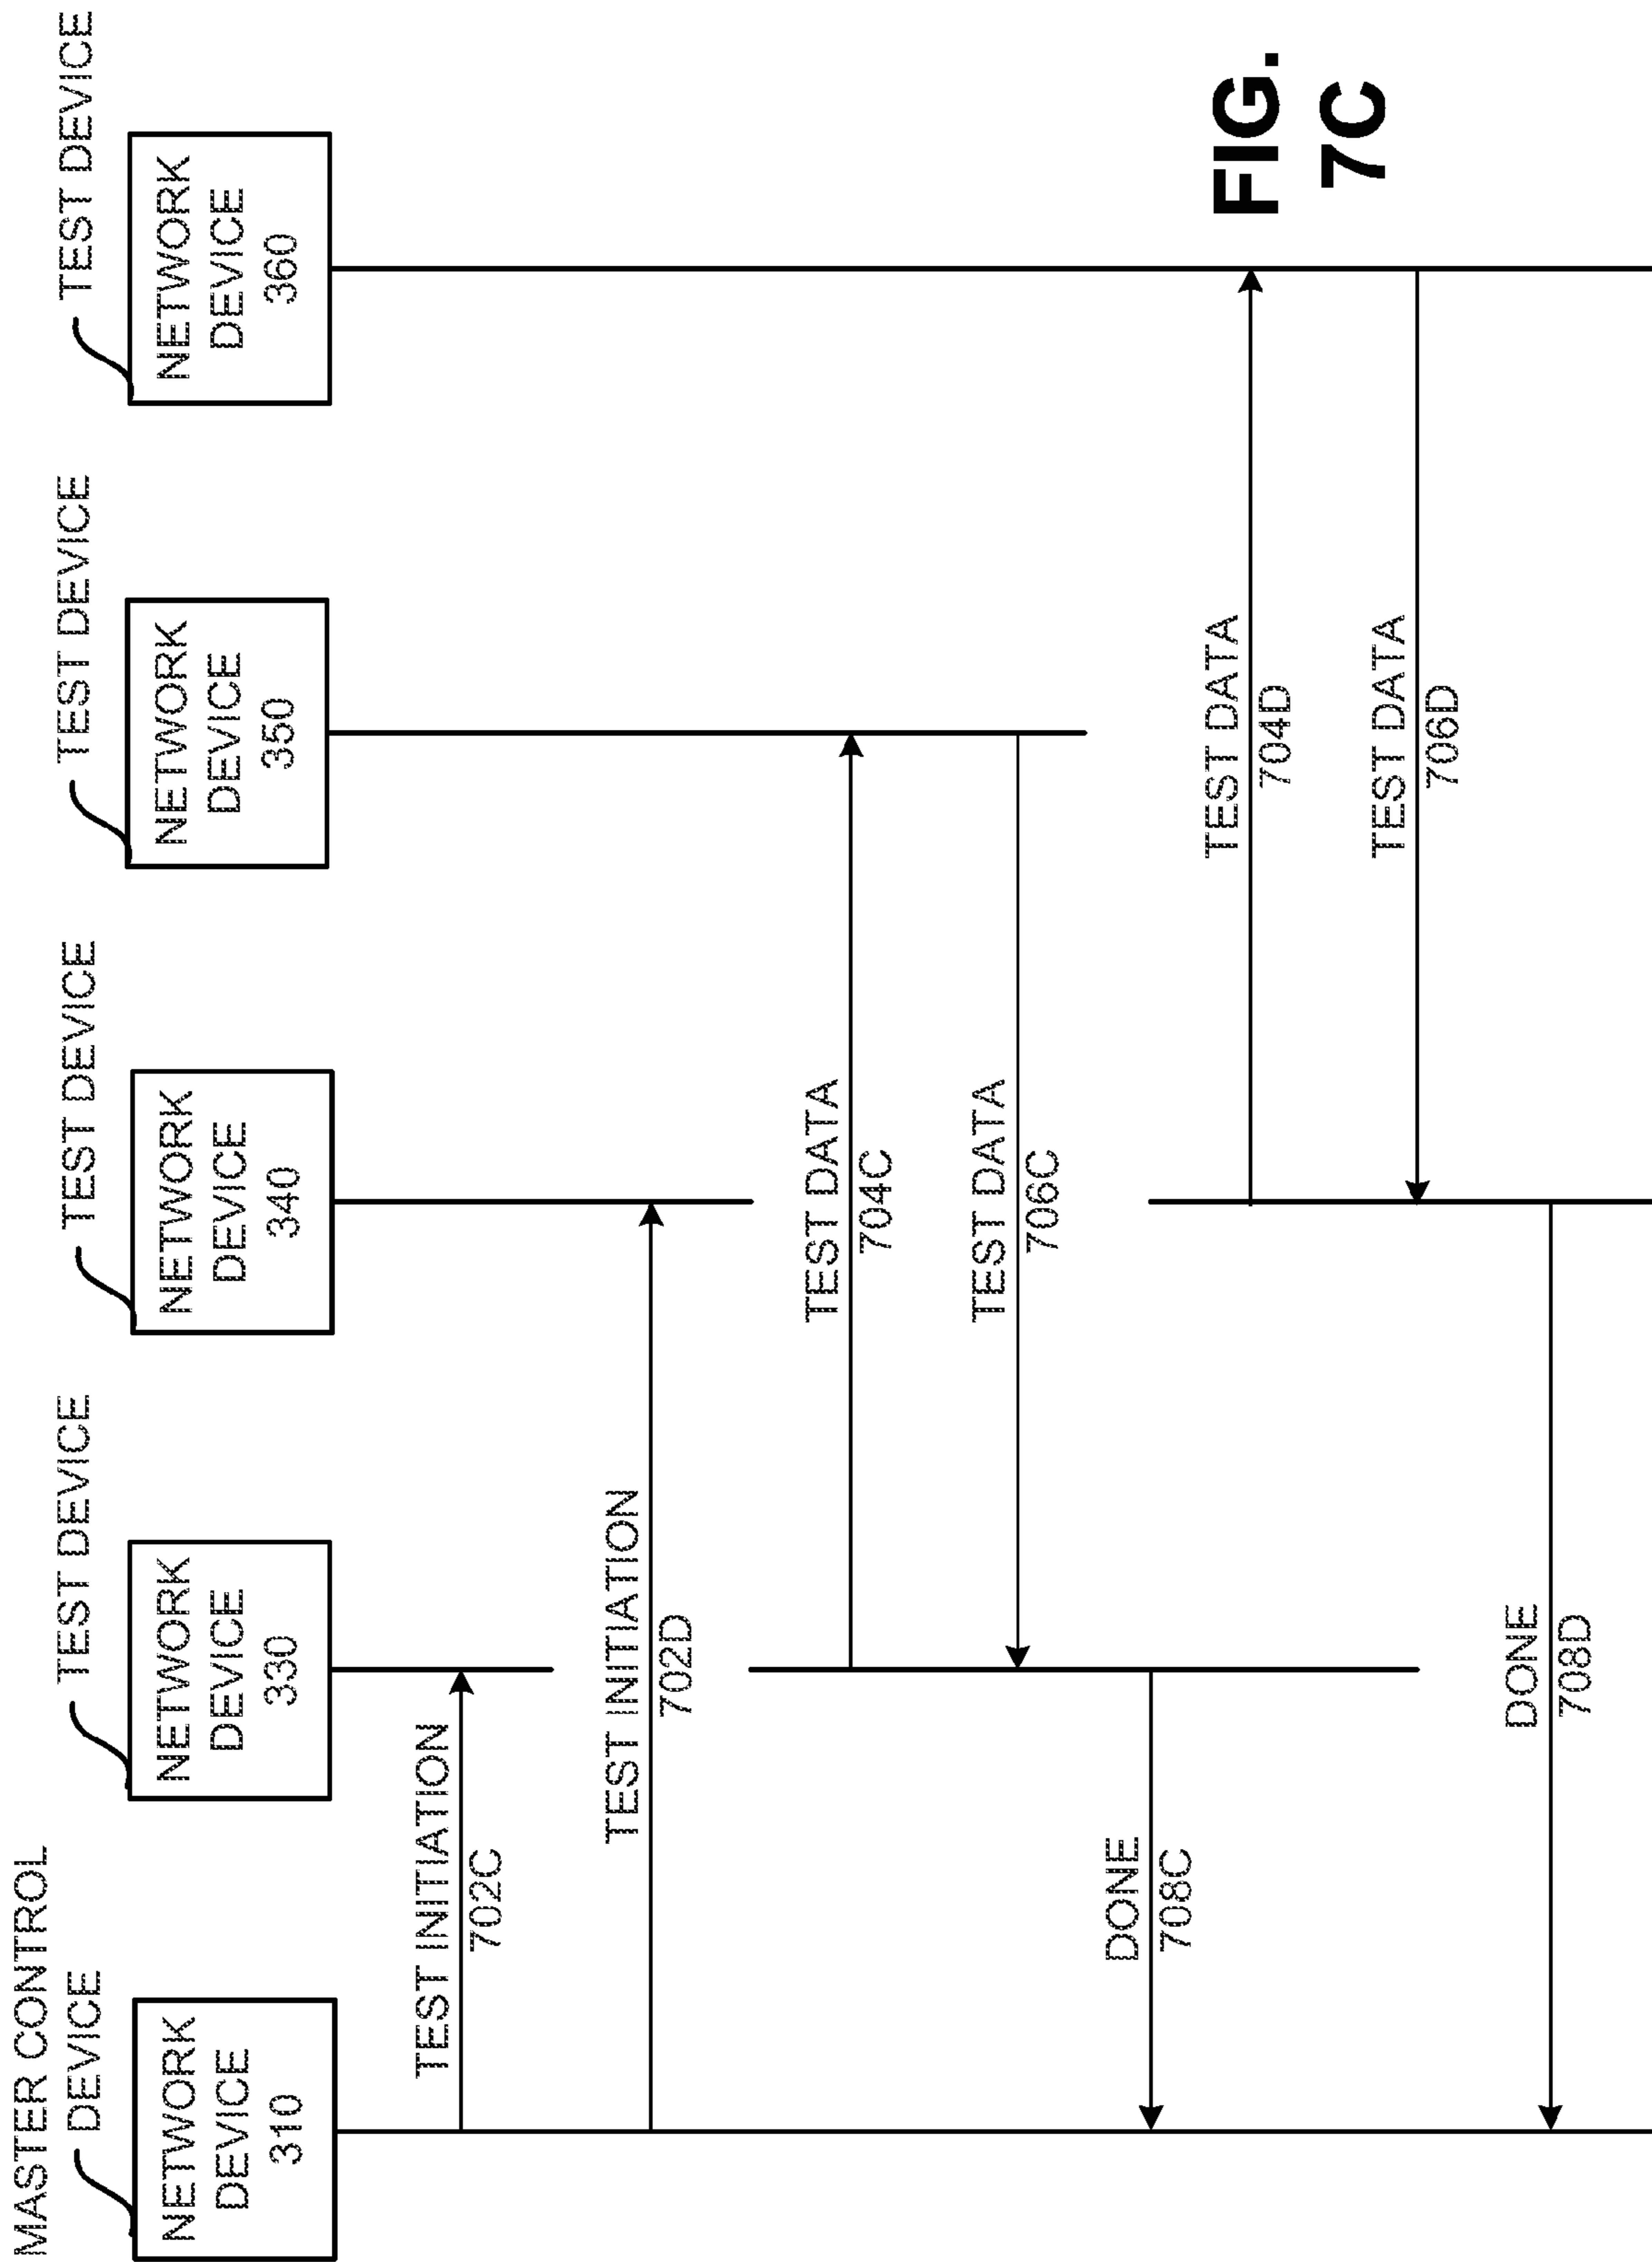 MASTER CONTROL
DEVICE
NETWORK
DEVICE
310
TEST DEVICE
NETWORK
DEVICE
330
TEST DEVICE
NETWORK
DEVICE
340
TEST DEVICE
NETWORK
DEVICE
350
TEST DEVICE
NETWORK
DEVICE
360
TEST INITIATION
702C
TEST INITIATION
702D
TEST DATA
704C
TEST DATA
706C
DONE
708C
TEST DATA
704D
TEST DATA
706D
DONE
708D
FIG.
7C